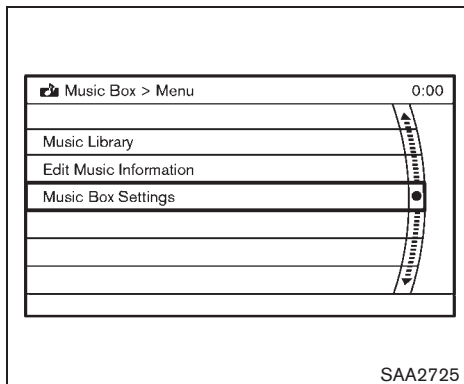 Music Box > Menu 0:00
Music Library
Edit Music Information
Music Box Settings
SAA2725